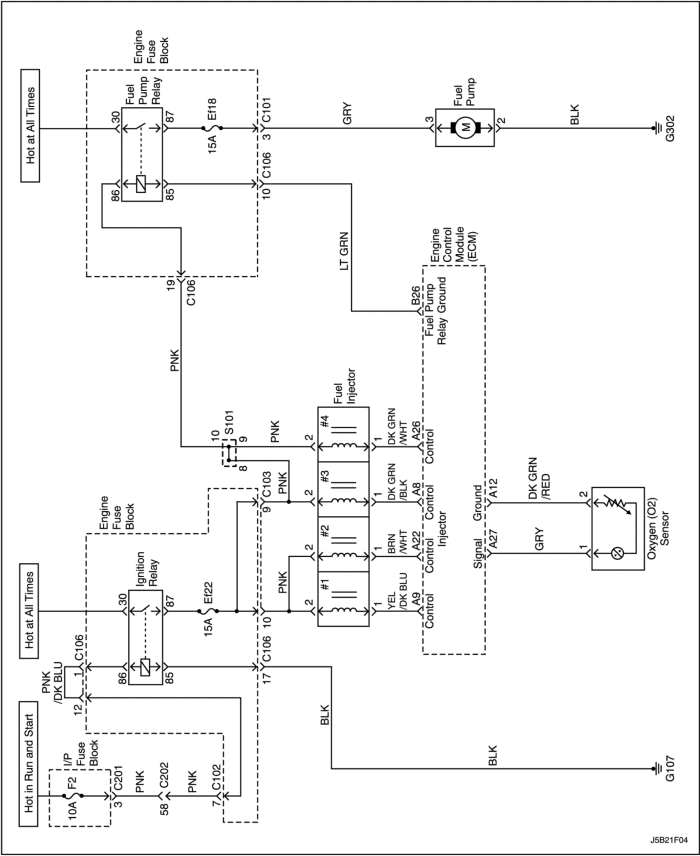 Hot in Run and Start
Hot at All Times
Hot at All Times
I/P
Fuse
Block
F2
10A
C201
3
PNK
C202
58
PNK
C102
7
PNK
/DK BLU
12
1
C106
Engine
Fuse
Block
Ignition
Relay
30
87
86
85
Ef22
15A
C106
17
10
C103
9
BLK
BLK
G107
Engine
Fuse
Block
Fuel
Pump
Relay
30
87
86
85
Ef18
15A
C101
3
C106
10
19
C106
PNK
GRY
LT GRN
Fuel
Pump
3
M
2
BLK
G302
S101
10
9
8
PNK
PNK
PNK
Fuel
Injector
#1
#2
#3
#4
2
2
2
2
1
1
1
1
YEL
/DK BLU
BRN
/WHT
DK GRN
/BLK
DK GRN
/WHT
A9
A22
A8
A26
B26
Control
Control
Control
Control
Injector
Fuel Pump
Relay Ground
Engine
Control
Module
(ECM)
Signal
Ground
A27
A12
GRY
DK GRN
/RED
1
2
Oxygen (O2)
Sensor
J5B21F04